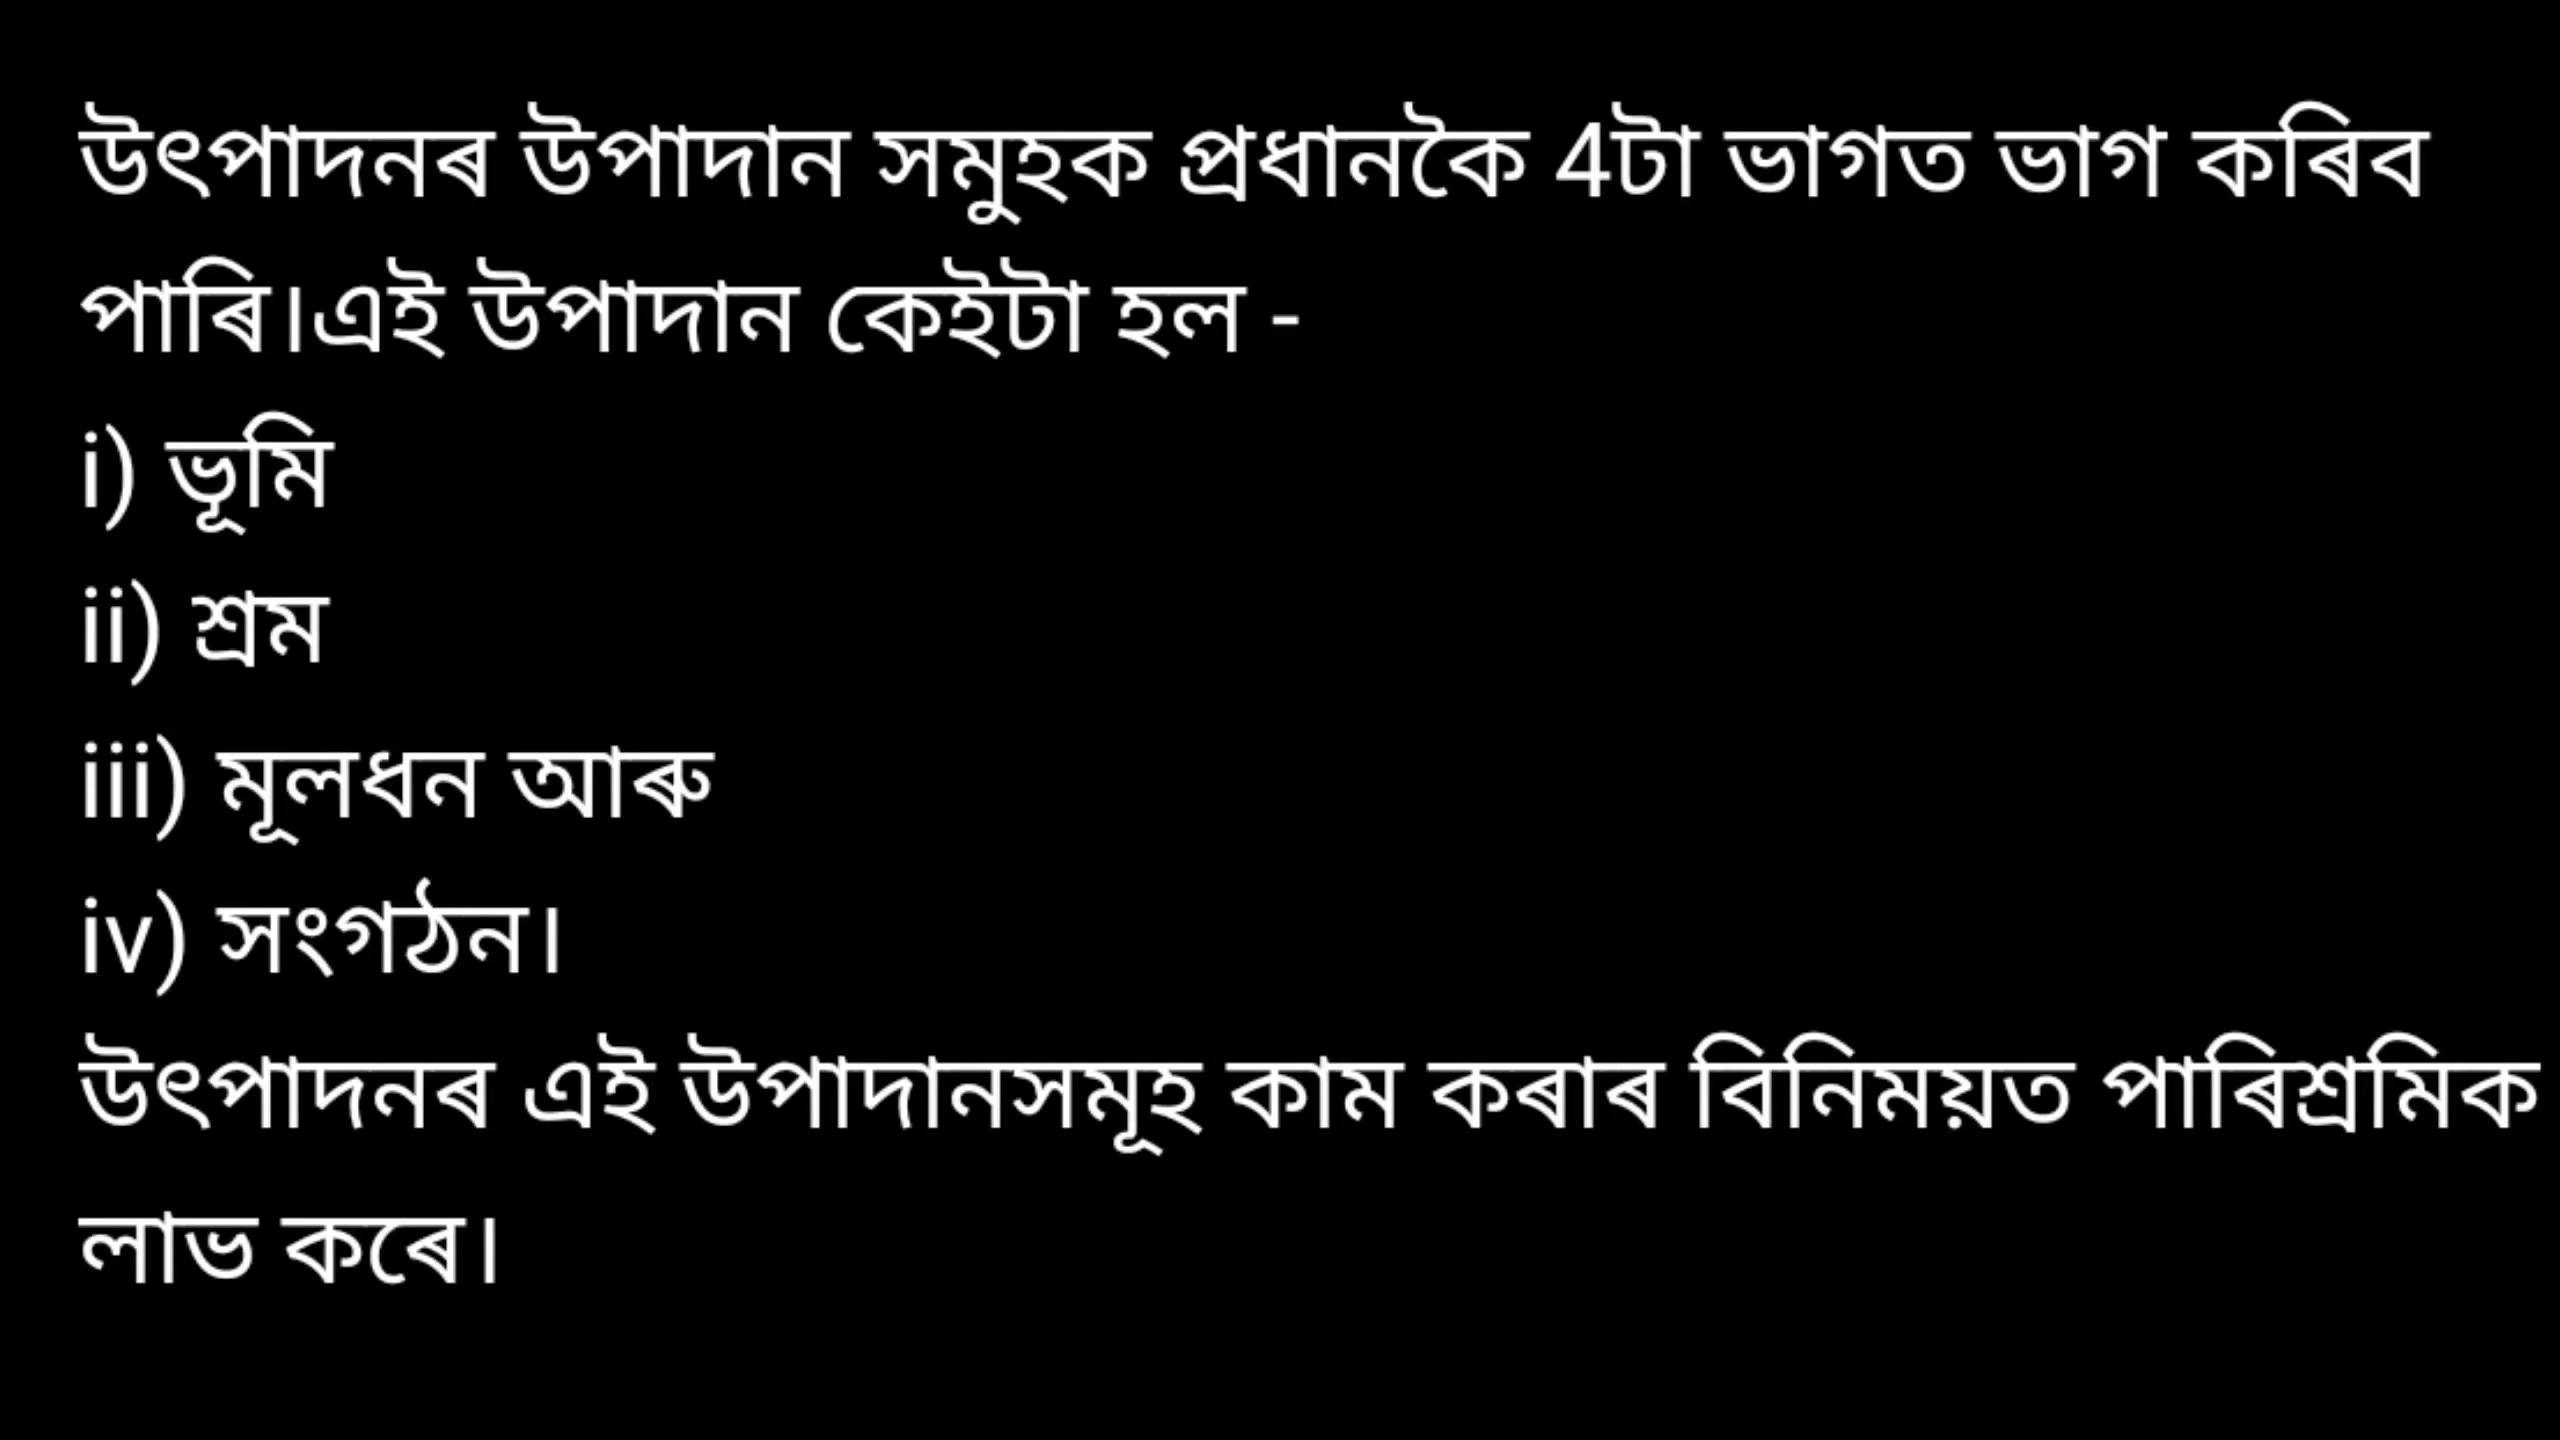 উৎপাদনৰ উপাদান সমুহক প্ৰধানকৈ 4টা ভাগত ভাগ কৰিব
পাৰি।এই উপাদান কেইটা হল -
i) ভূমি
ii) শ্ৰম
iii) মূলধন আৰু
iv) সংগঠন।
উৎপাদনৰ এই উপাদানসমূহ কাম কৰাৰ বিনিময়ত পাৰিশ্ৰমিক
লাভ কৰে।